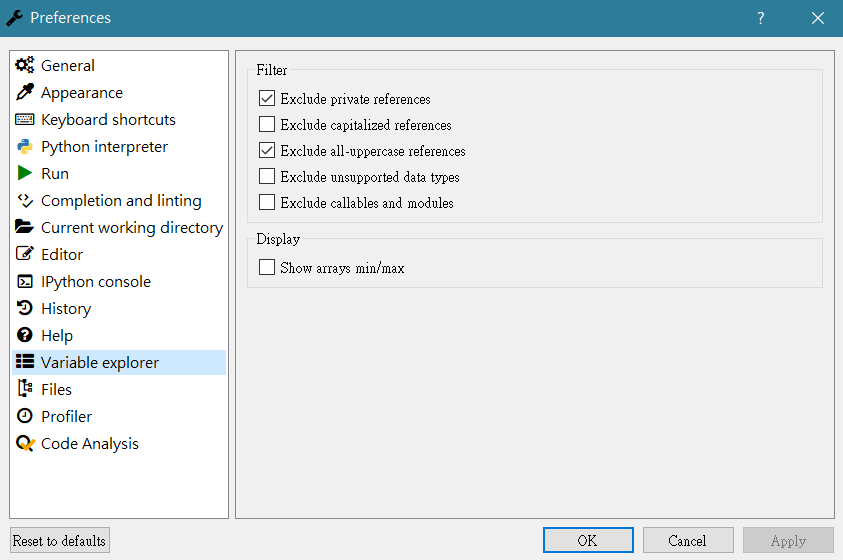 Preferences
?
General
Appearance
Keyboard shortcuts
Python interpreter
Run
Completion and linting
Current working directory
Editor
IPython console
History
Help
Variable explorer
Files
Profiler
Code Analysis
Filter
Exclude private references
Exclude capitalized references
Exclude all-uppercase references
Exclude unsupported data types
Exclude callables and modules
Display
Show arrays min/max
Reset to defaults
OK
Cancel
Apply